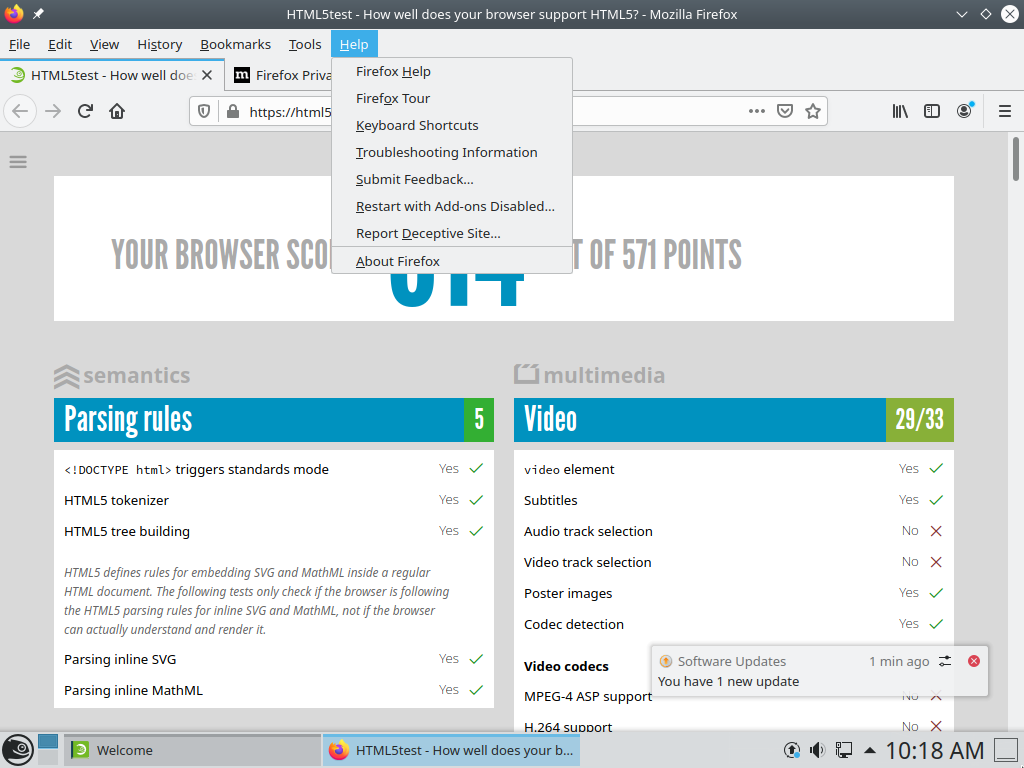 HTML5test - How well does your browser support HTML5? - Mozilla Firefox
File Edit View History Bookmarks Tools Help
HTML5test - How well doe
Firefox Priva
https://html5
Firefox Help
Firefox Tour
Keyboard Shortcuts
Troubleshooting Information
Submit Feedback...
Restart with Add-ons Disabled...
Report Deceptive Site...
About Firefox
YOUR BROWSER SCO
T OF 571 POINTS
semantics
Parsing rules 5
<!DOCTYPE html> triggers standards mode Yes
HTML5 tokenizer Yes
HTML5 tree building Yes
HTML5 defines rules for embedding SVG and MathML inside a regular
HTML document. The following tests only check if the browser is following
the HTML5 parsing rules for inline SVG and MathML, not if the browser
can actually understand and render it.
Parsing inline SVG Yes
Parsing inline MathML Yes
multimedia
Video 29/33
video element Yes
Subtitles Yes
Audio track selection No
Video track selection No
Poster images Yes
Codec detection Yes
Video codecs
MPEG-4 ASP support No
H.264 support No
Software Updates 1 min ago
You have 1 new update
Welcome
HTML5test - How well does your b...
10:18 AM